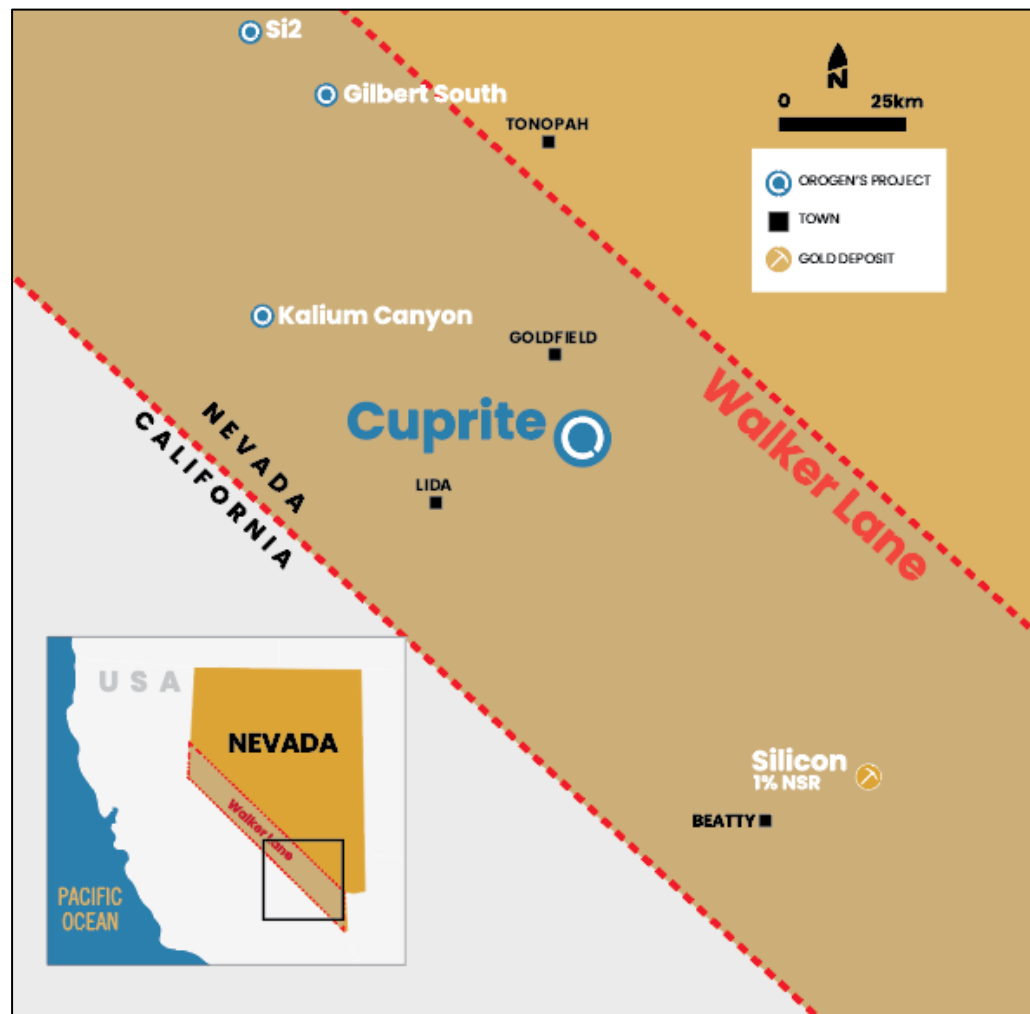 Si2
Gilbert South
TONOPAH
N
0 25km
OROGEN'S PROJECT
TOWN
GOLD DEPOSIT
Kalium Canyon
GOLDFIELD
Cuprite
Walker Lane
NEVADA
CALIFORNIA
LIDA
USA
NEVADA
Walker Lane
PACIFIC
OCEAN
Silicon
1% NSR
BEATTY